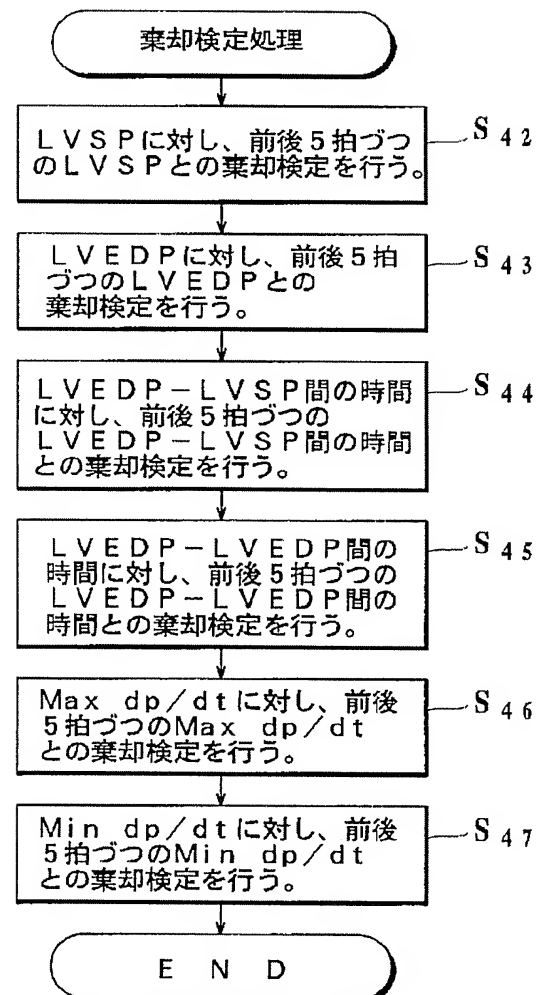 棄却検定処理
LVSPに対し、前後5拍づつ
のLVSPとの棄却検定を行う。
S42
LVEDPに対し、前後5拍
づつのLVEDPとの
棄却検定を行う。
S43
LVEDP－LVSP間の時間
に対し、前後5拍づつの
LVEDP－LVSP間の時間
との棄却検定を行う。
S44
LVEDP－LVEDP間の
時間に対し、前後5拍づつの
LVEDP－LVEDP間の
時間との棄却検定を行う。
S45
Max dp/dtに対し、前後
5拍づつのMax dp/dt
との棄却検定を行う。
S46
Min dp/dtに対し、前後
5拍づつのMin dp/dt
との棄却検定を行う。
S47
END